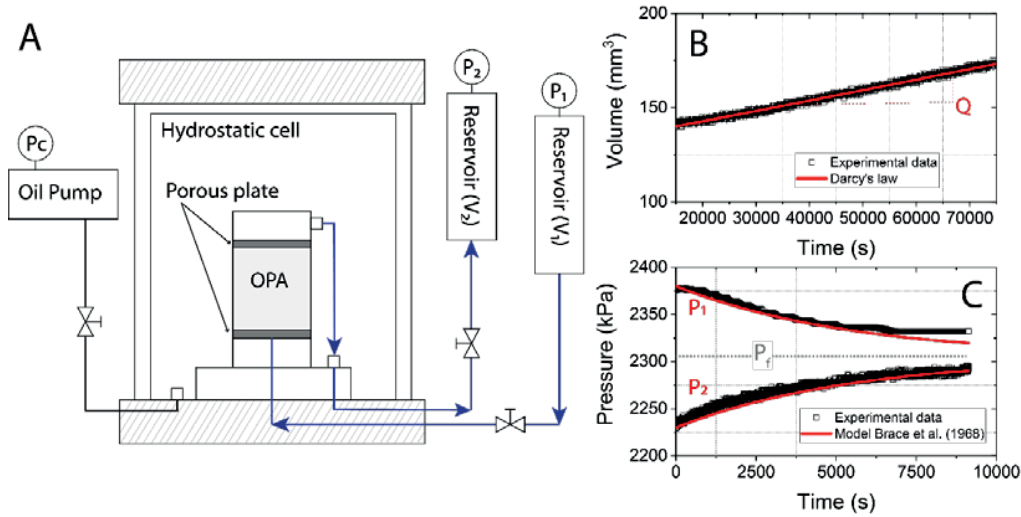 A
Pc
Oil Pump
Hydrostatic cell
Porous plate
OPA
P2
Reservoir (V2)
P1
Reservoir (V1)
B
Volume (mm3)
200
150
100
Q
Experimental data
Darcy's law
20000 30000 40000 50000 60000 70000
Time (s)
C
Pressure (kPa)
2400
2350
2300
2250
2200
P1
Pf
P2
Experimental data
Model Brace et al. (1968)
0 2500 5000 7500 10000
Time (s)